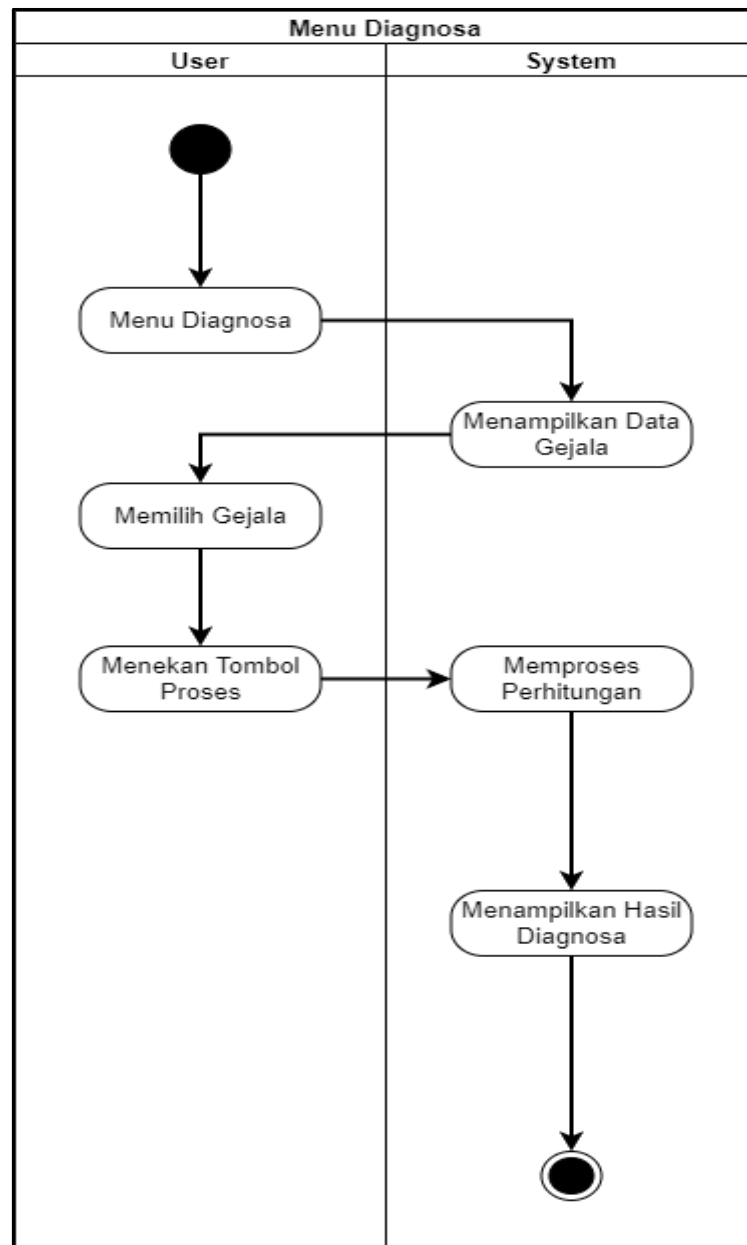 Menu Diagnosa
User
System
Menu Diagnosa
Menampilkan Data
Gejala
Memilih Gejala
Menekan Tombol
Proses
Memproses
Perhitungan
Menampilkan Hasil
Diagnosa